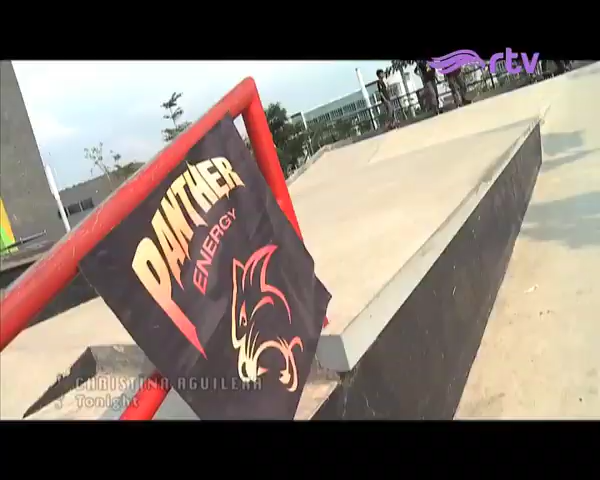 rtv
PANTHER
ENERGY
CHRISTINA AGUILERA
Tonight